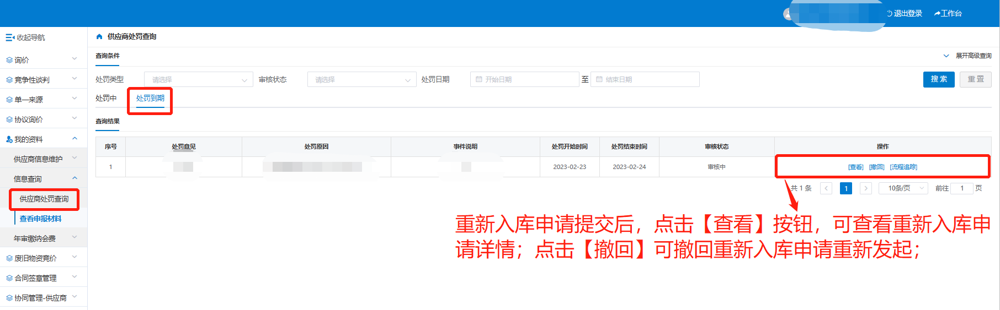 退出登录 工作台
收起导航
供应商处罚查询
询价
竞争性谈判
单一来源
协议询价
我的资料
供应商信息维护
信息查询
供应商处罚查询
查看申报材料
年审缴纳会费
废旧物资竞价
合同签章管理
协同管理-供应商
查询条件 展开高级查询
处罚类型 请选择 审核状态 请选择 处罚日期 开始日期 至 结束日期 搜索 重置
处罚中 处罚到期
查询结果
序号 处罚意见 处罚原因 事件说明 处罚开始时间 处罚结束时间 审核状态 操作
1 2023-02-23 2023-02-24 审核中 [查看] [撤回] [流程追踪]
共 1 条 1 10条/页 前往 1 页
重新入库申请提交后，点击【查看】按钮，可查看重新入库申
请详情；点击【撤回】可撤回重新入库申请重新发起；